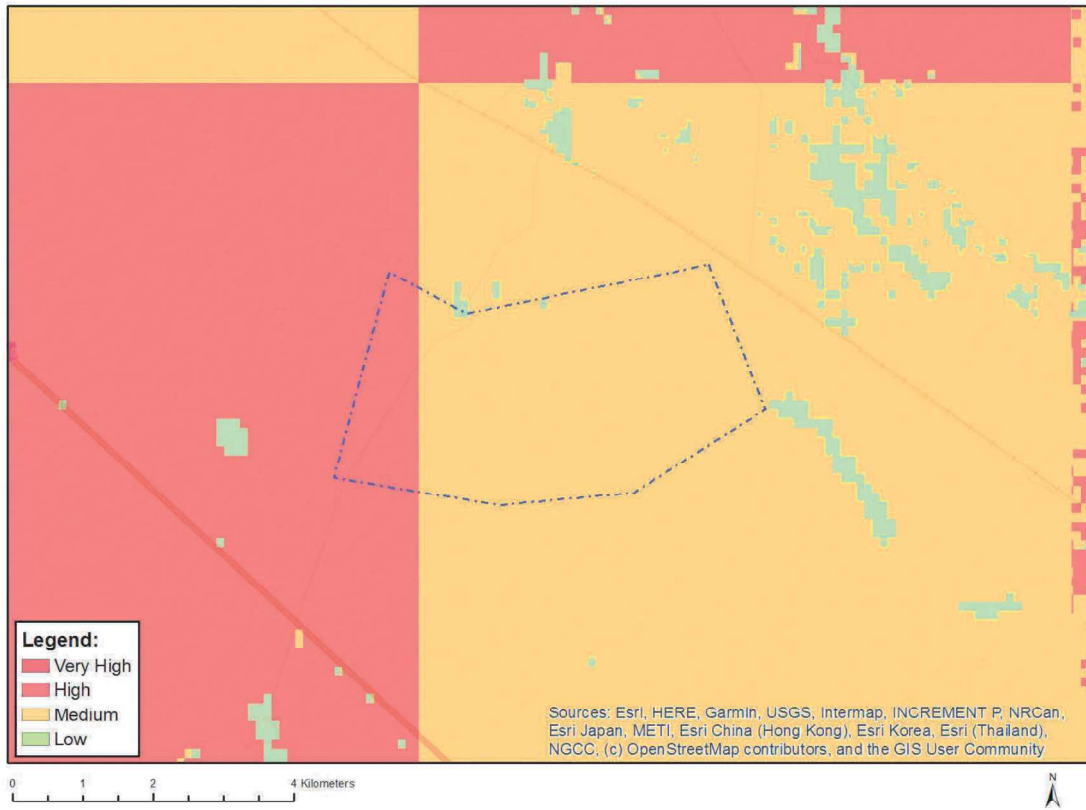 Legend:
Very High
High
Medium
Low
Sources: Esri, HERE, Garmin, USGS, Intermap, INCREMENT P, NRCan,
Esri Japan, METI, Esri China (Hong Kong), Esri Korea, Esri (Thailand),
NGCC, (c) OpenStreetMap contributors, and the GIS User Community
0 1 2 4 Kilometers
N